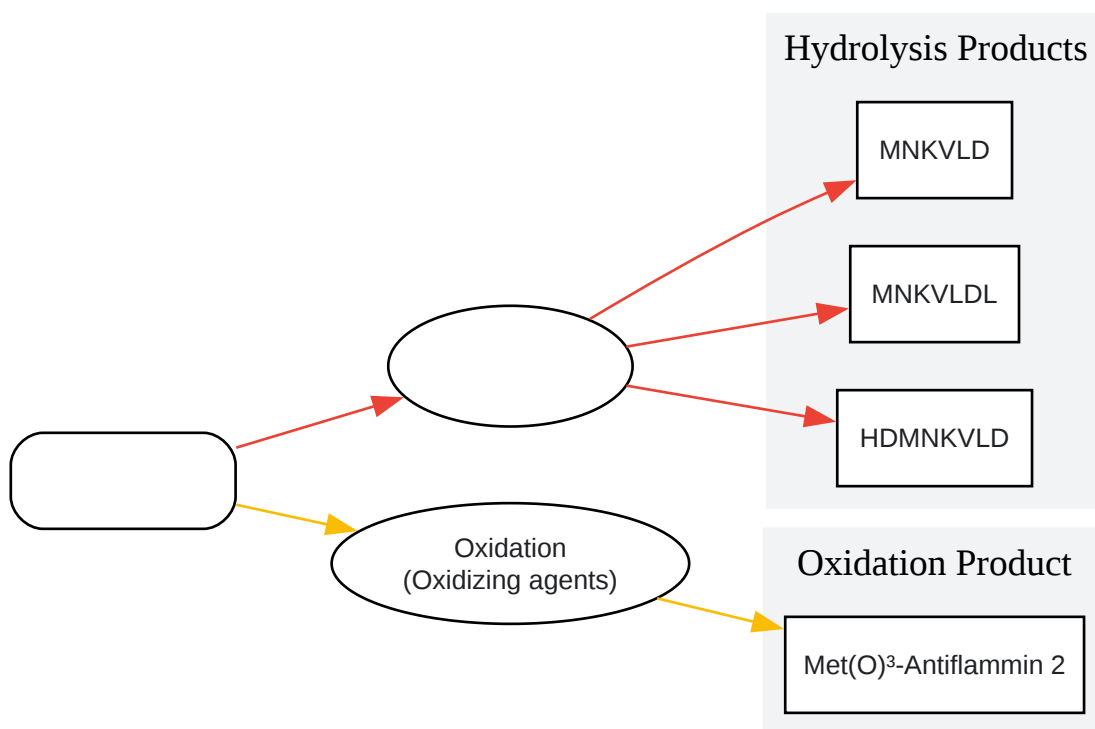 Hydrolysis Products
MNKVLD
MNKVLDL
HDMNKVLD
Oxidation
(Oxidizing agents)
Oxidation Product
Met(O)³-Antiflammin 2